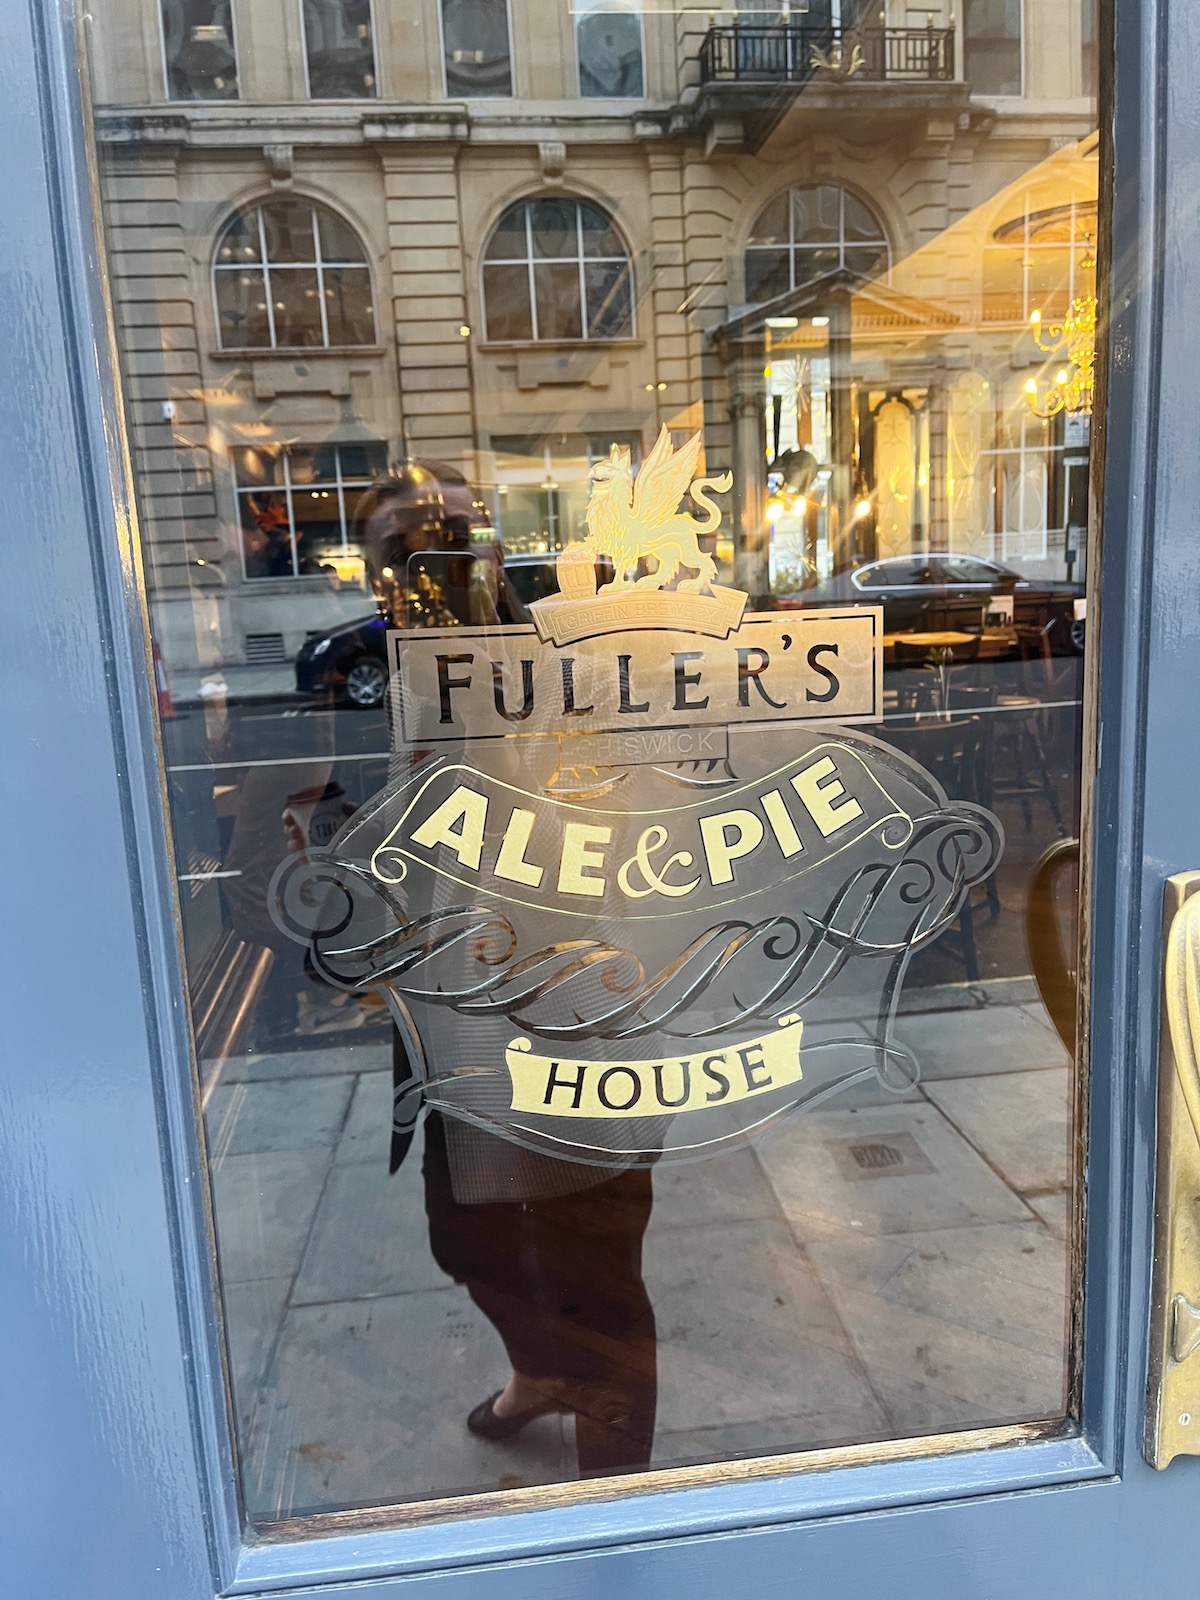 GRIFFIN BREWERY
FULLER'S
CHISWICK
ALE & PIE
HOUSE